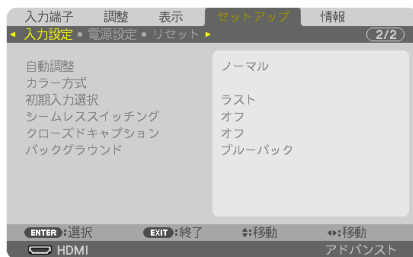 入力端子 調整 表示 セットアップ 情報
入力設定 • 電源設定 • リセット 2/2
自動調整 ノーマル
カラー方式
初期入力選択 ラスト
シームレススイッチング オフ
クローズドキャプション オフ
バックグラウンド ブルーバック
ENTER:選択 EXIT:終了 :移動 :移動
HDMI アドバンスト